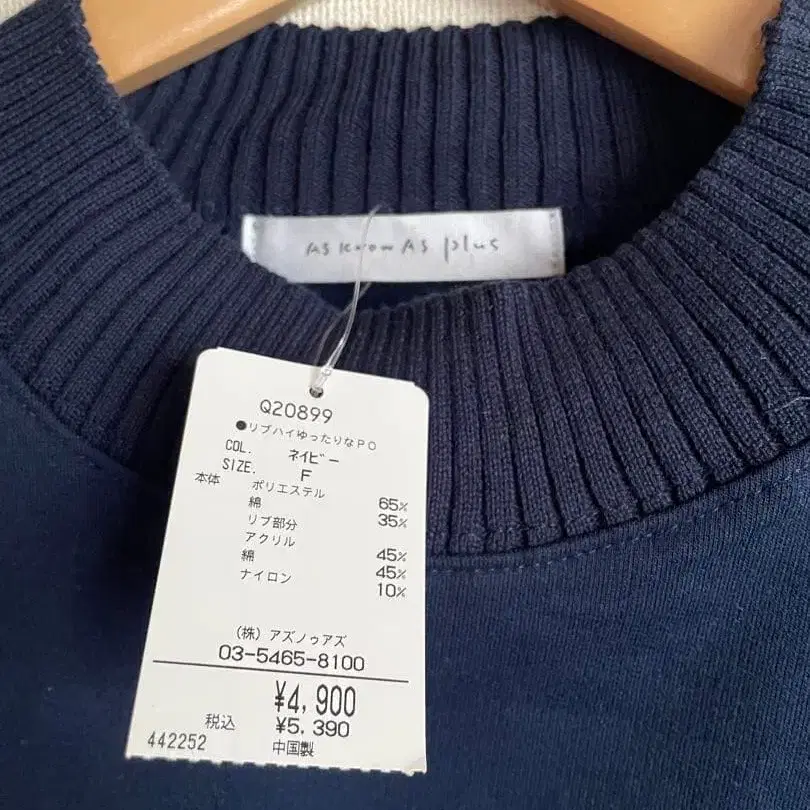 AS know AS plus
Q20899
●リブハイゆったりなPO
COL. ネイビー
SIZE. F
本体 ポリエステル 65%
綿 35%
リブ部分
アクリル 45%
綿 45%
ナイロン 10%
(株) アズノゥアズ
03-5465-8100
¥4,900
税込 ¥5,390
442252 中国製